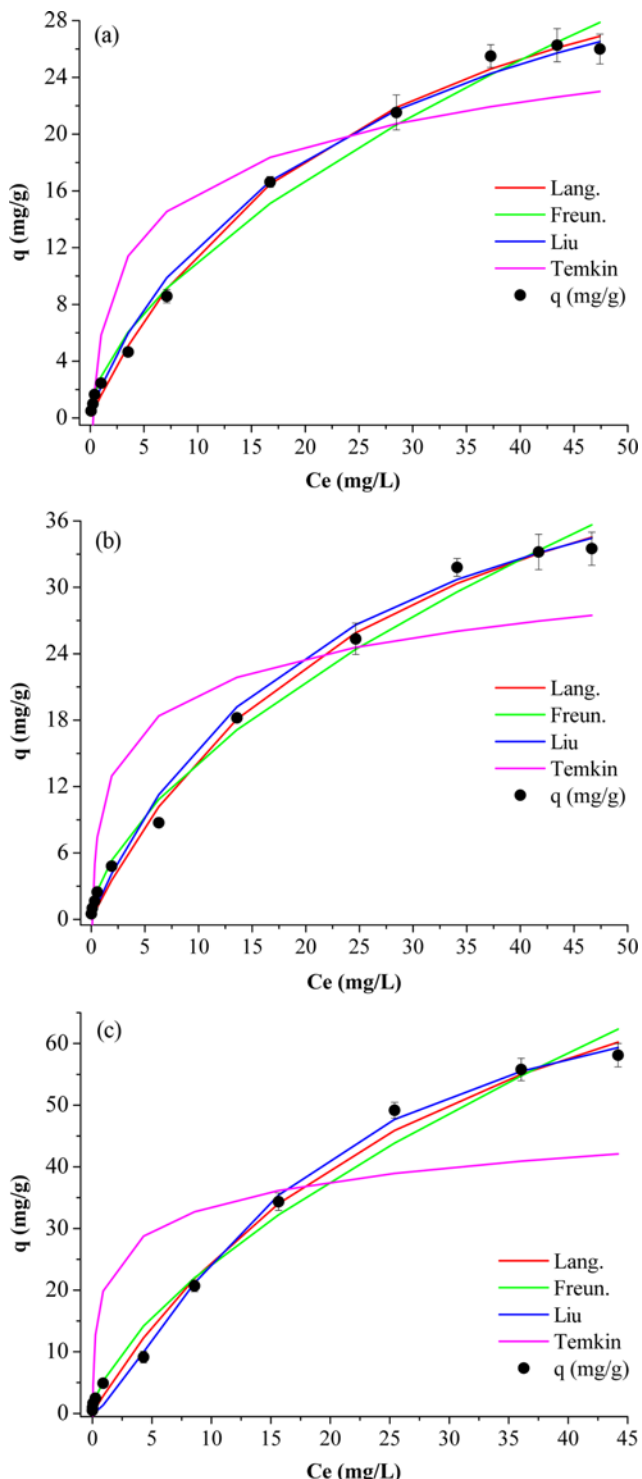 (a)
28
24
20
16
12
8
4
0
q (mg/g)
Lang.
Freun.
Liu
Temkin
q (mg/g)
0 5 10 15 20 25 30 35 40 45 50
Ce (mg/L)
(b)
36
30
24
18
12
6
0
q (mg/g)
Lang.
Freun.
Liu
Temkin
q (mg/g)
0 5 10 15 20 25 30 35 40 45 50
Ce (mg/L)
(c)
60
50
40
30
20
10
0
q (mg/g)
Lang.
Freun.
Liu
Temkin
q (mg/g)
0 5 10 15 20 25 30 35 40 45
Ce (mg/L)